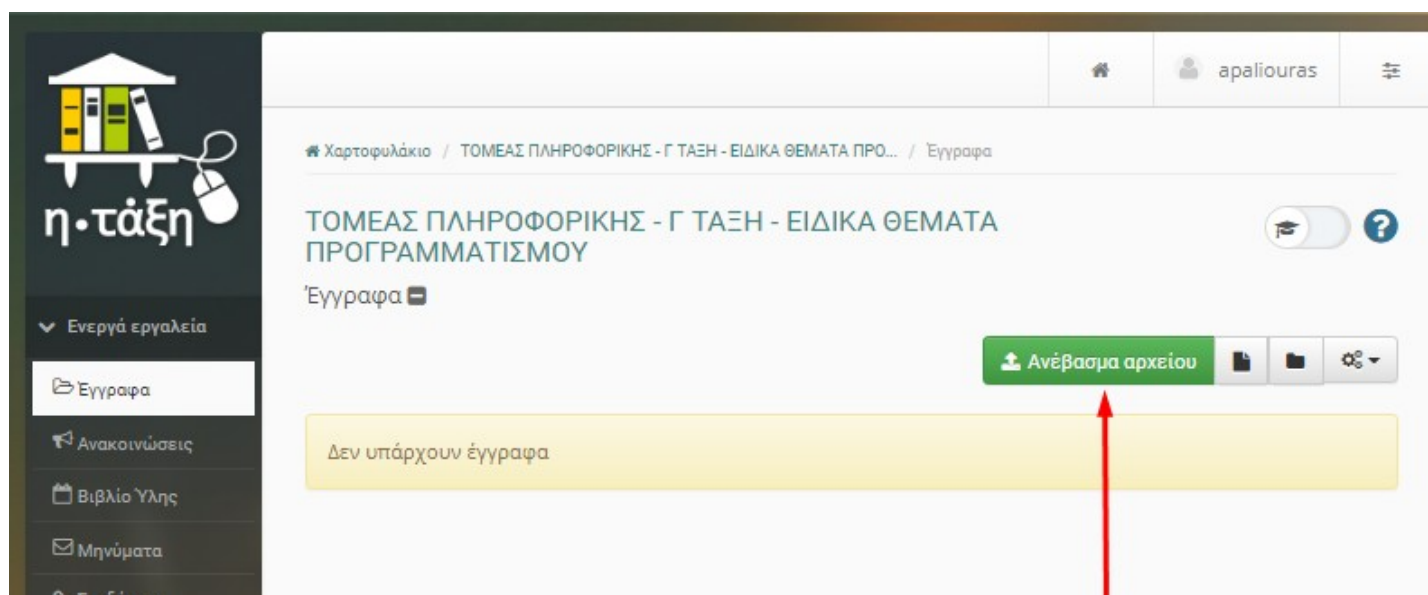 η•τάξη
apaliouras
Χαρτοφυλάκιο / ΤΟΜΕΑΣ ΠΛΗΡΟΦΟΡΙΚΗΣ - Γ ΤΑΞΗ - ΕΙΔΙΚΑ ΘΕΜΑΤΑ ΠΡΟ... / Έγγραφα
ΤΟΜΕΑΣ ΠΛΗΡΟΦΟΡΙΚΗΣ - Γ ΤΑΞΗ - ΕΙΔΙΚΑ ΘΕΜΑΤΑ
ΠΡΟΓΡΑΜΜΑΤΙΣΜΟΥ
Έγγραφα
Ανέβασμα αρχείου
Δεν υπάρχουν έγγραφα
Ενεργά εργαλεία
Έγγραφα
Ανακοινώσεις
Βιβλίο Ύλης
Μηνύματα